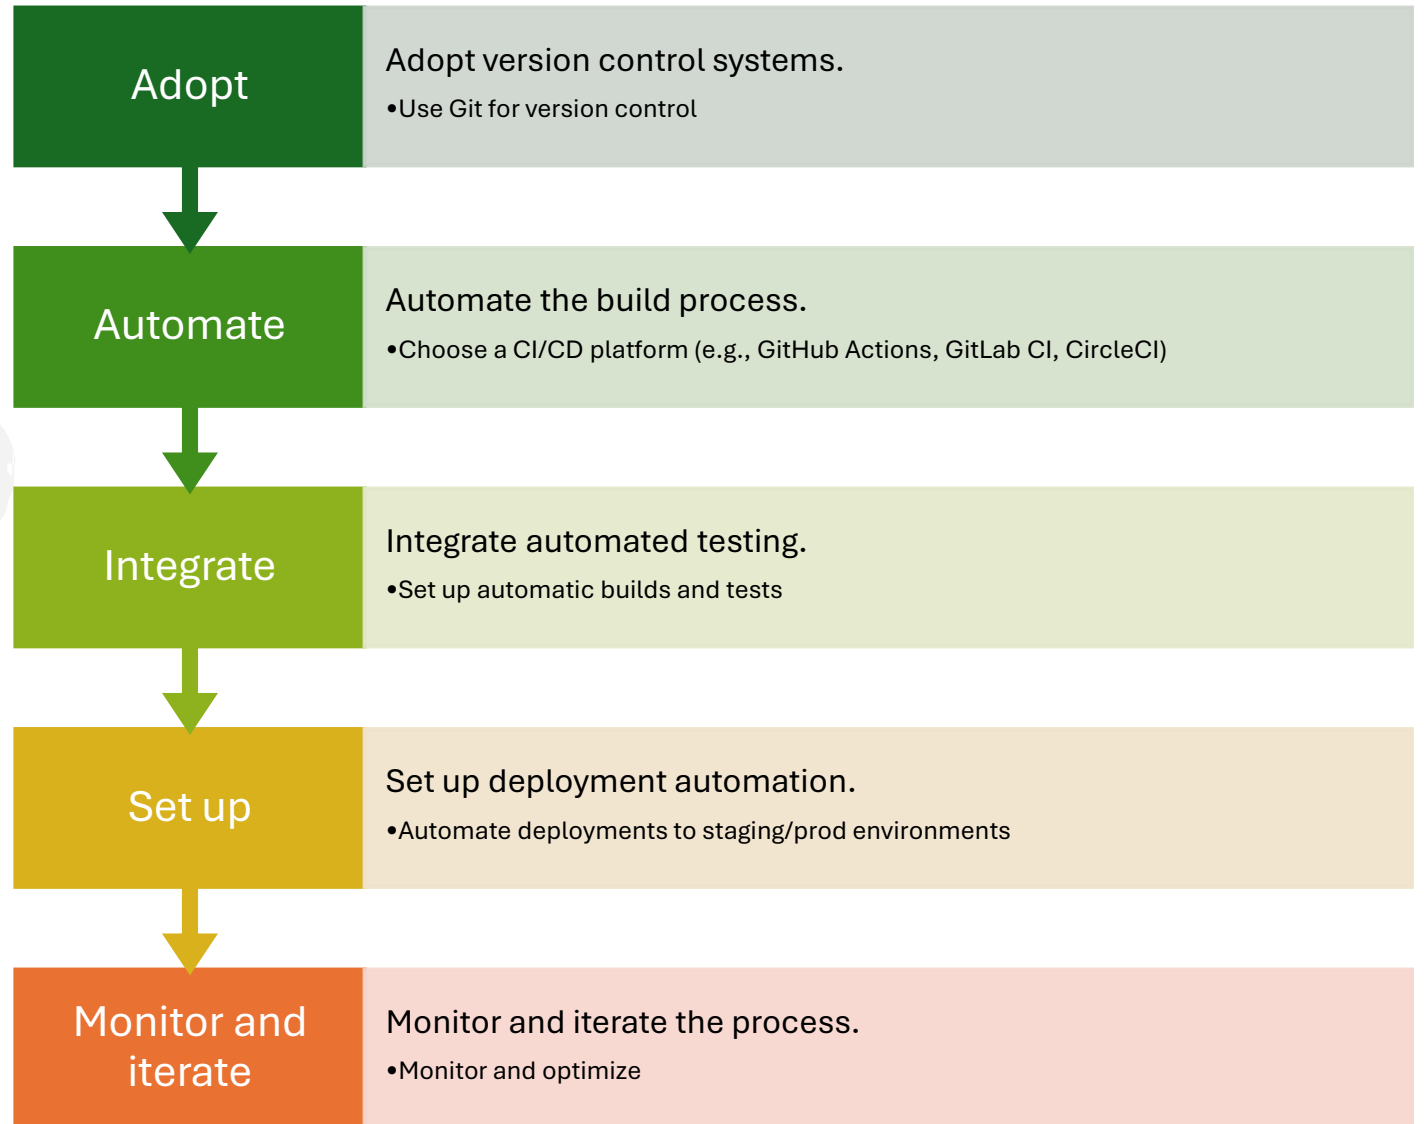 Adopt
Adopt version control systems.
•Use Git for version control
Automate
Automate the build process.
•Choose a CI/CD platform (e.g., GitHub Actions, GitLab CI, CircleCI)
Integrate
Integrate automated testing.
•Set up automatic builds and tests
Set up
Set up deployment automation.
•Automate deployments to staging/prod environments
Monitor and
iterate
Monitor and iterate the process.
•Monitor and optimize